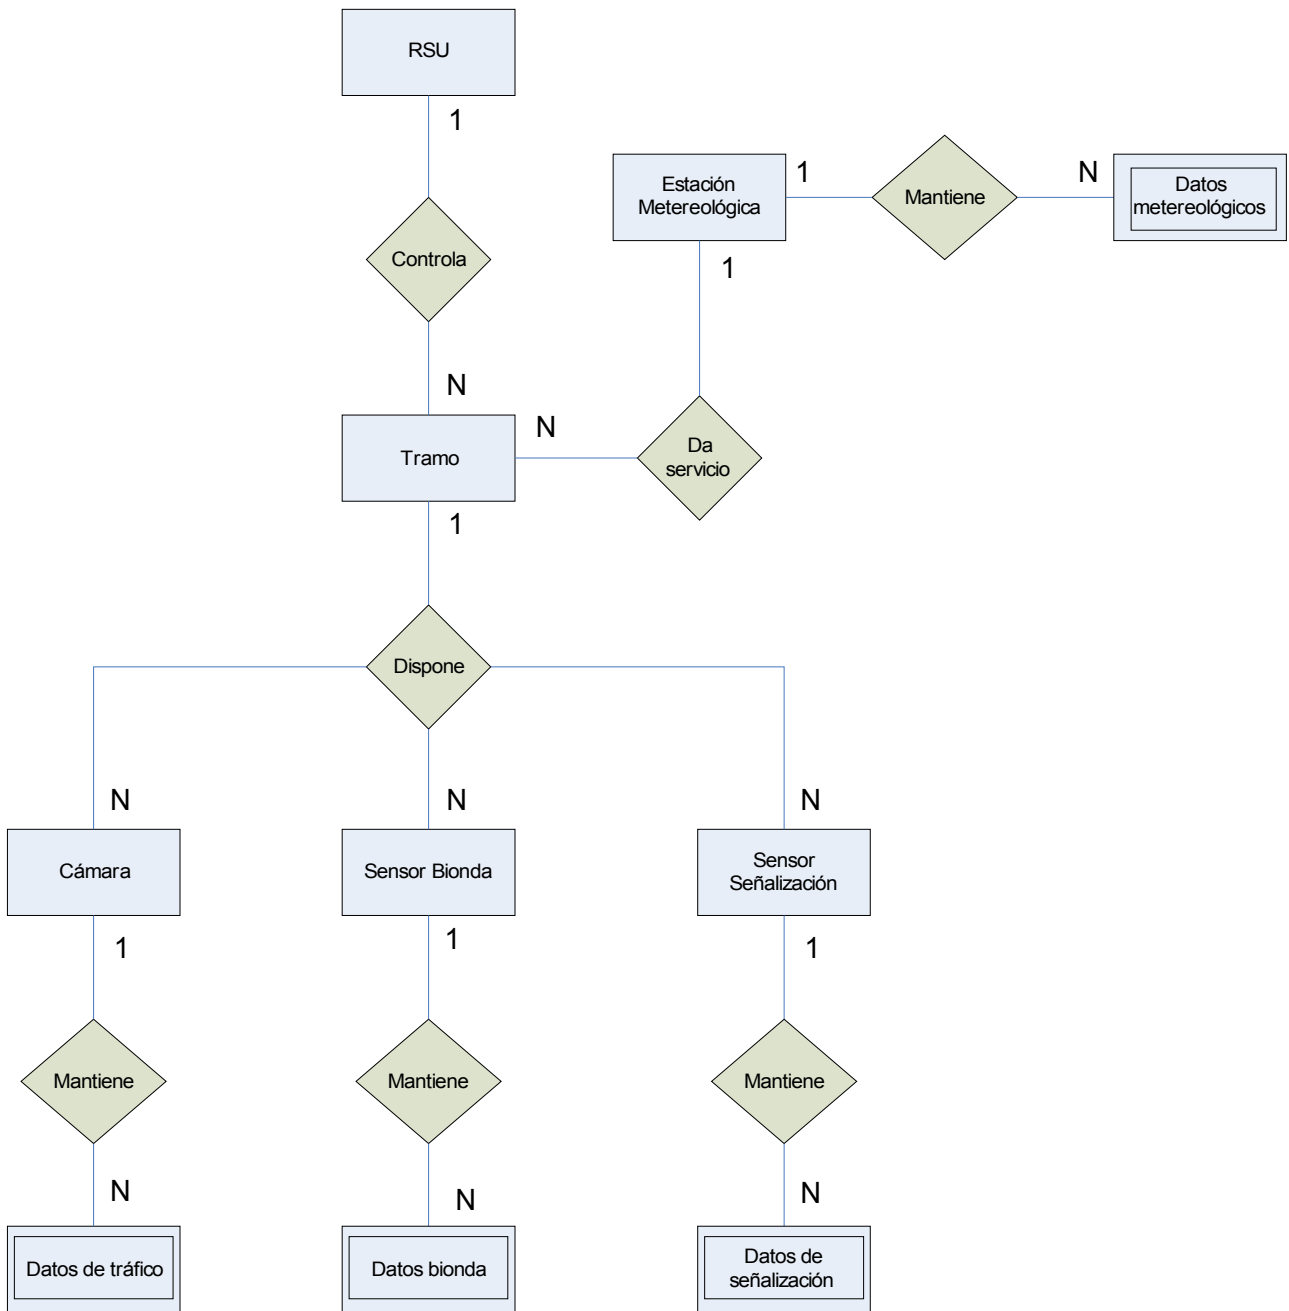 RSU
1
Estación
Metereológica
1
Mantiene
N
Datos
metereológicos
Controla
1
N
Tramo
N
Da
servicio
1
Dispone
N
N
N
Cámara
Sensor Bionda
Sensor
Señalización
1
1
1
Mantiene
Mantiene
Mantiene
N
N
N
Datos de tráfico
Datos bionda
Datos de
señalización